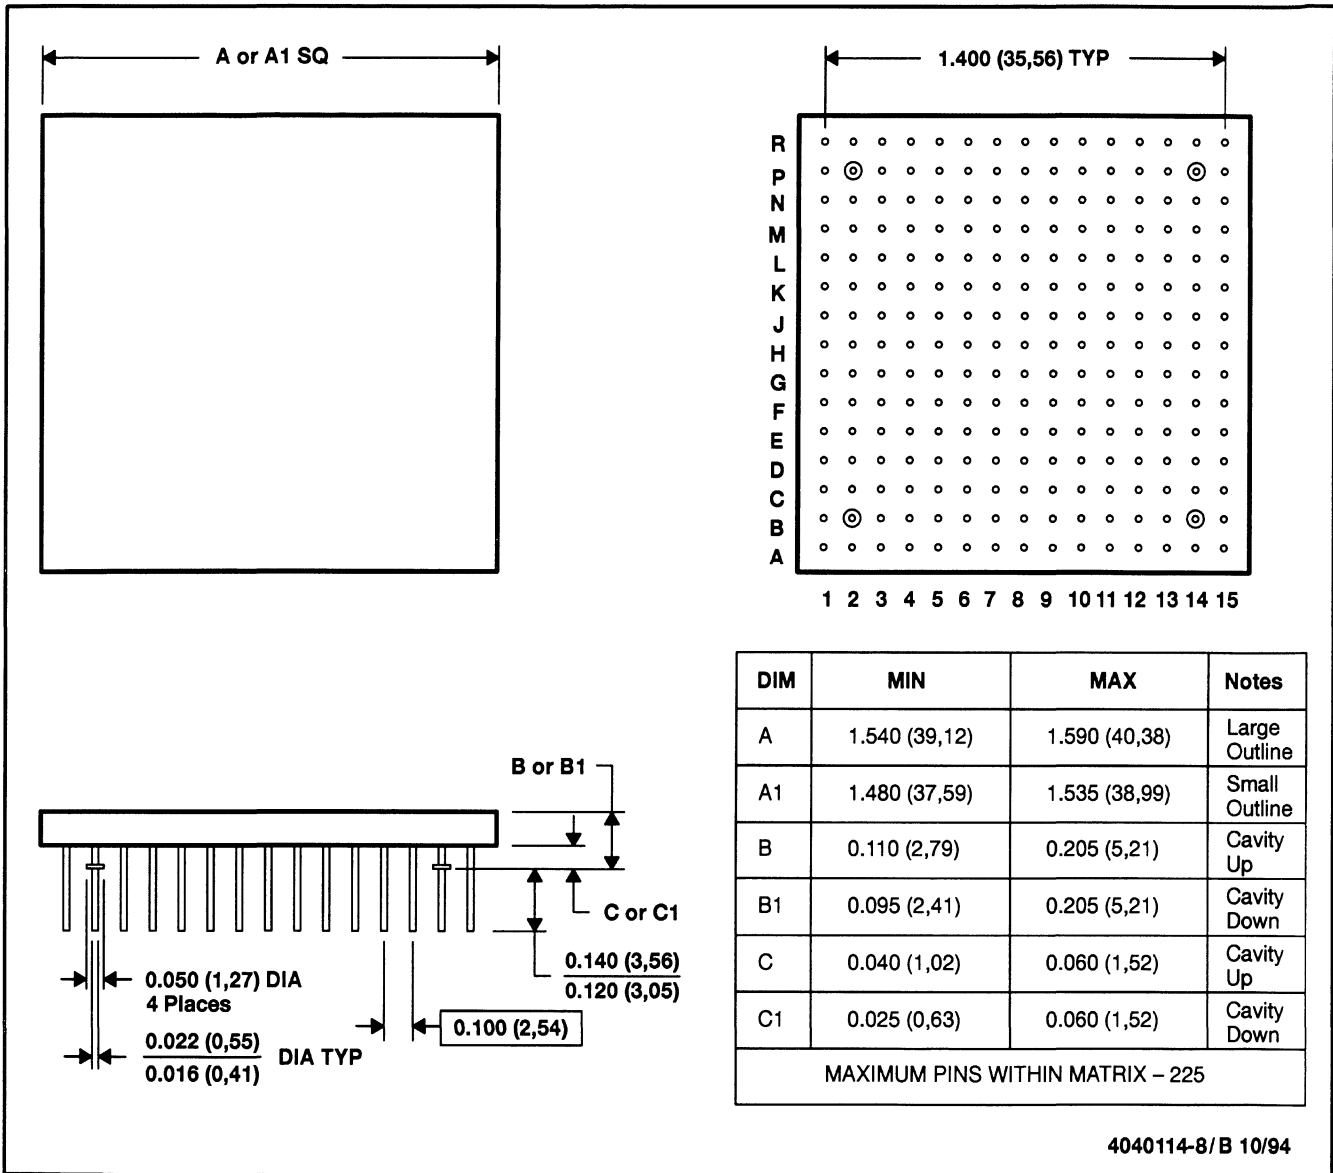 A or A1 SQ
1.400 (35,56) TYP
R
P
N
M
L
K
J
H
G
F
E
D
C
B
A
1 2 3 4 5 6 7 8 9 10 11 12 13 14 15
B or B1
C or C1
0.140 (3,56)
0.120 (3,05)
0.050 (1,27) DIA
4 Places
0.100 (2,54)
0.022 (0,55)
0.016 (0,41)
DIA TYP
DIM MIN MAX Notes
A 1.540 (39,12) 1.590 (40,38) Large Outline
A1 1.480 (37,59) 1.535 (38,99) Small Outline
B 0.110 (2,79) 0.205 (5,21) Cavity Up
B1 0.095 (2,41) 0.205 (5,21) Cavity Down
C 0.040 (1,02) 0.060 (1,52) Cavity Up
C1 0.025 (0,63) 0.060 (1,52) Cavity Down
MAXIMUM PINS WITHIN MATRIX – 225
4040114-8/ B 10/94